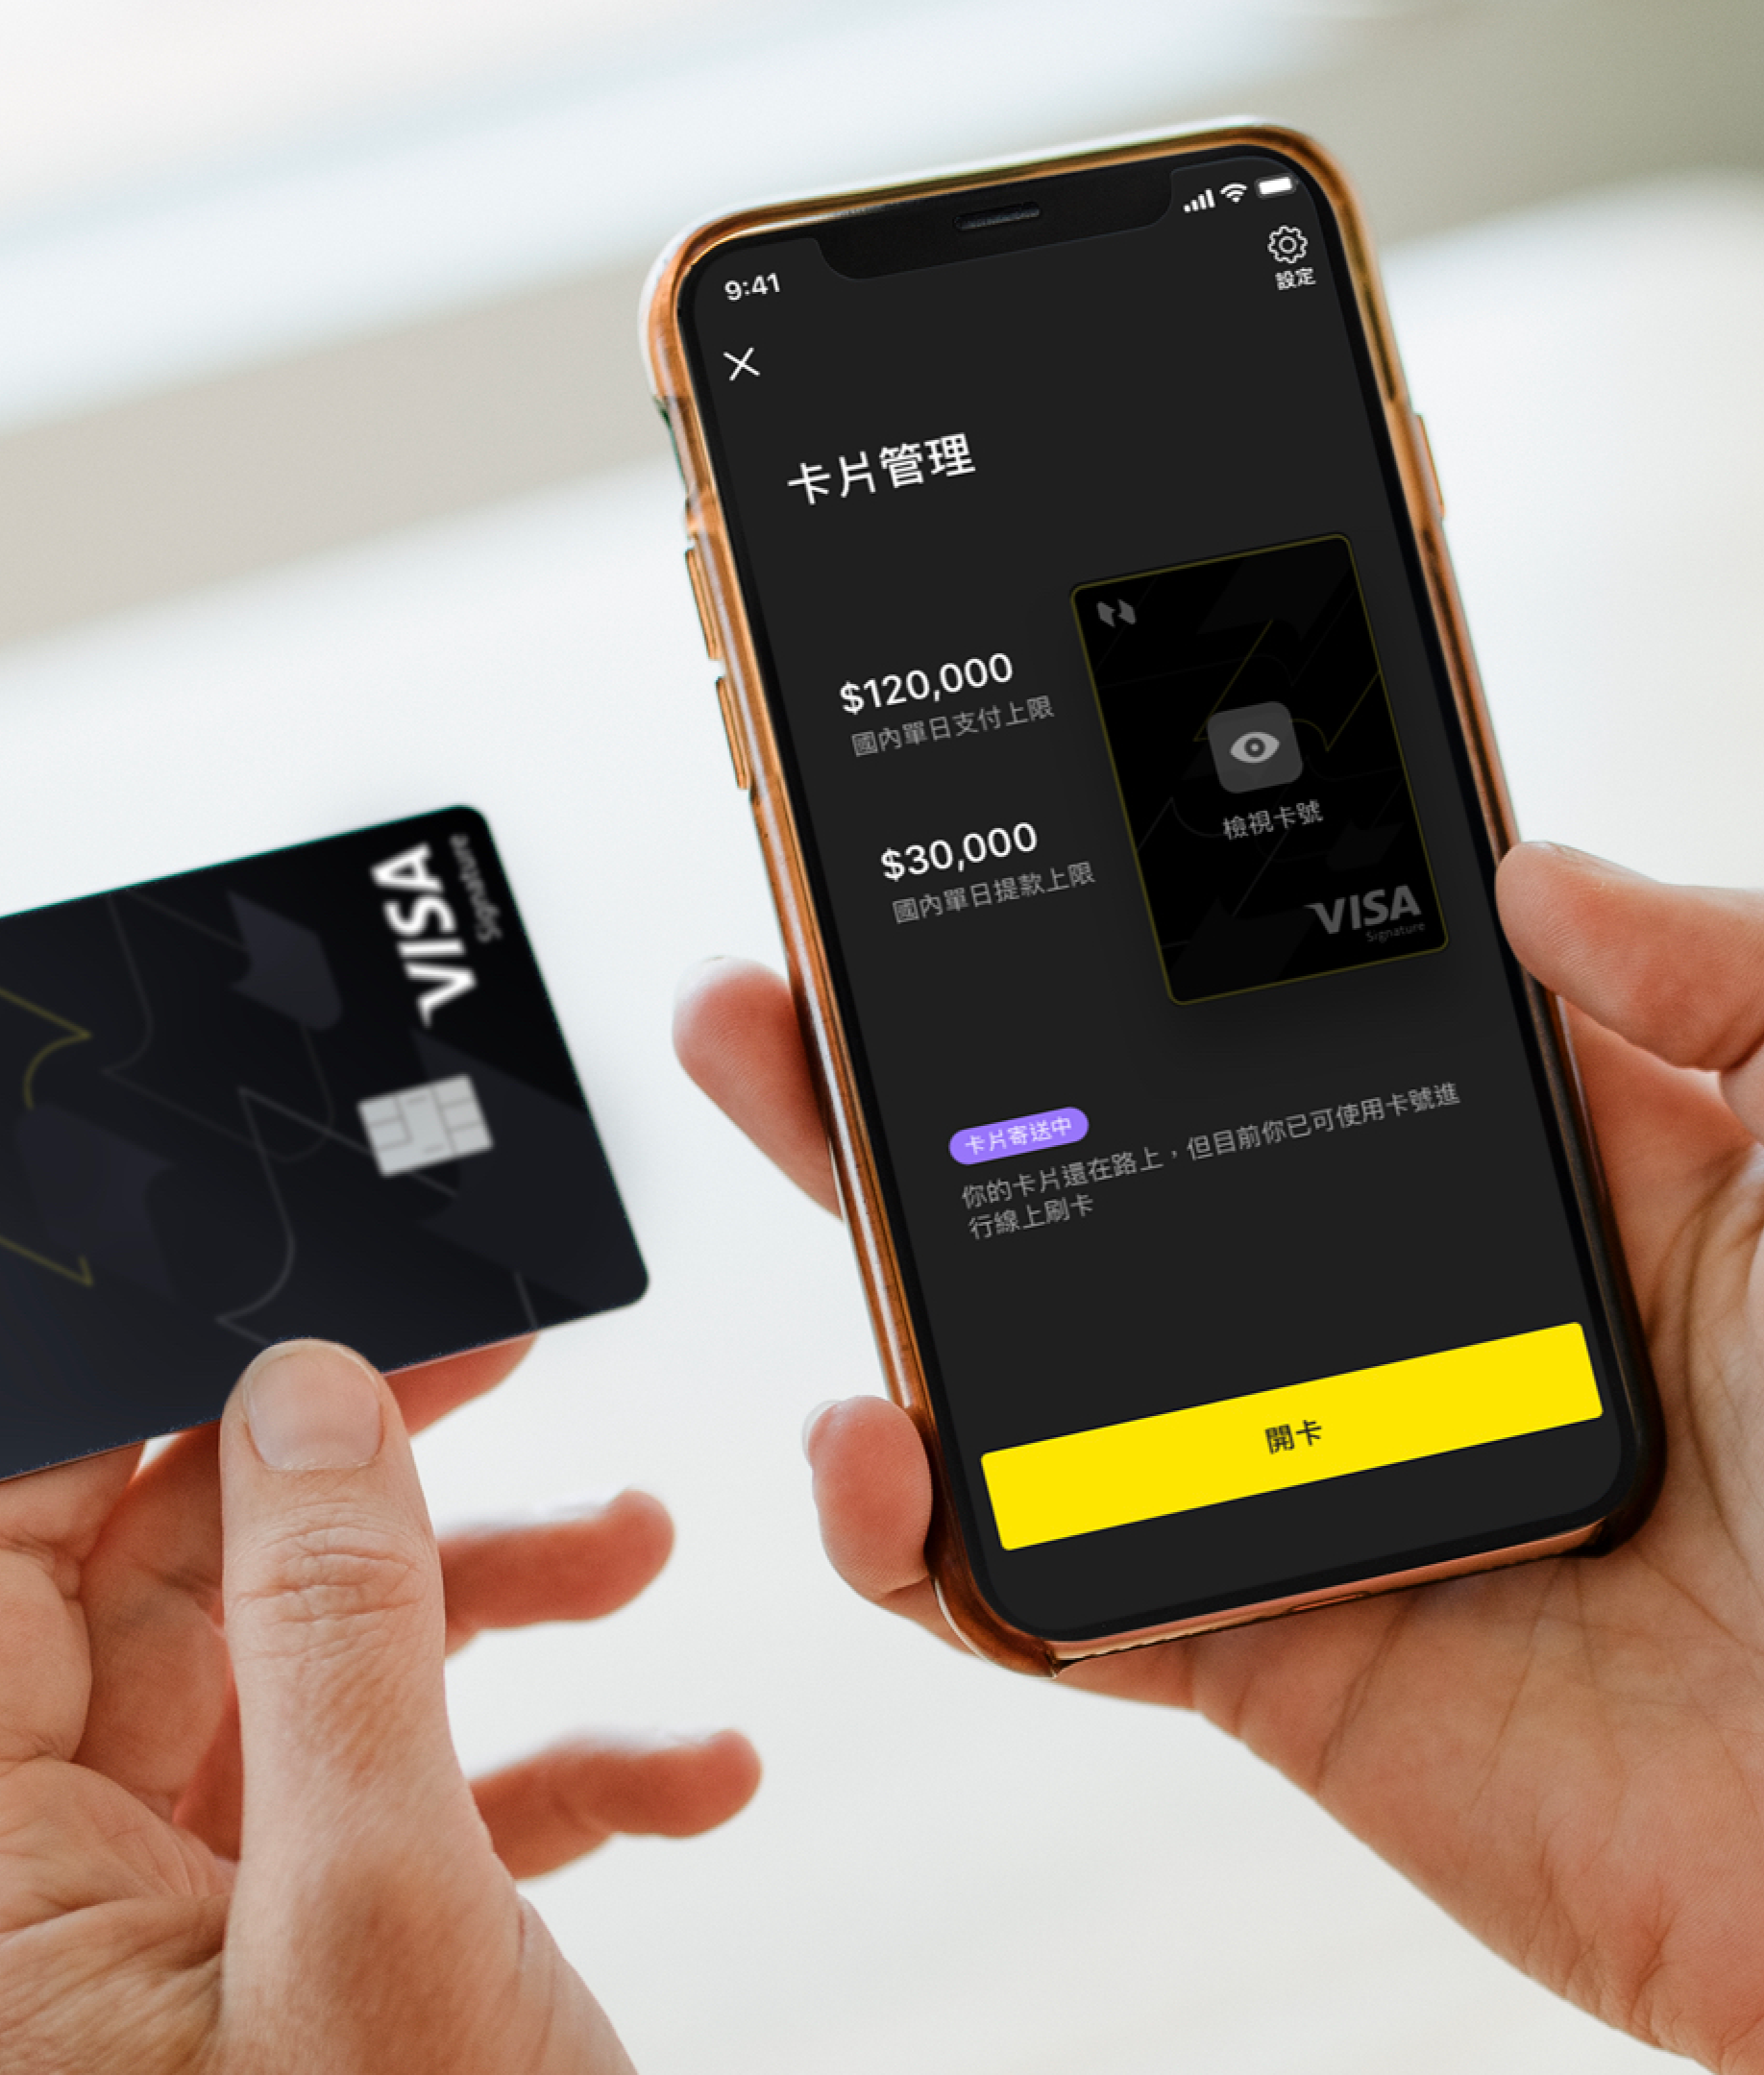 9:41
設定
卡片管理
$120,000
國內單日支付上限
$30,000
國內單日提款上限
檢視卡號
VISA
Signature
卡片寄送中
你的卡片還在路上，但目前你已可使用卡號進
行線上刷卡
開卡
VISA
Signature